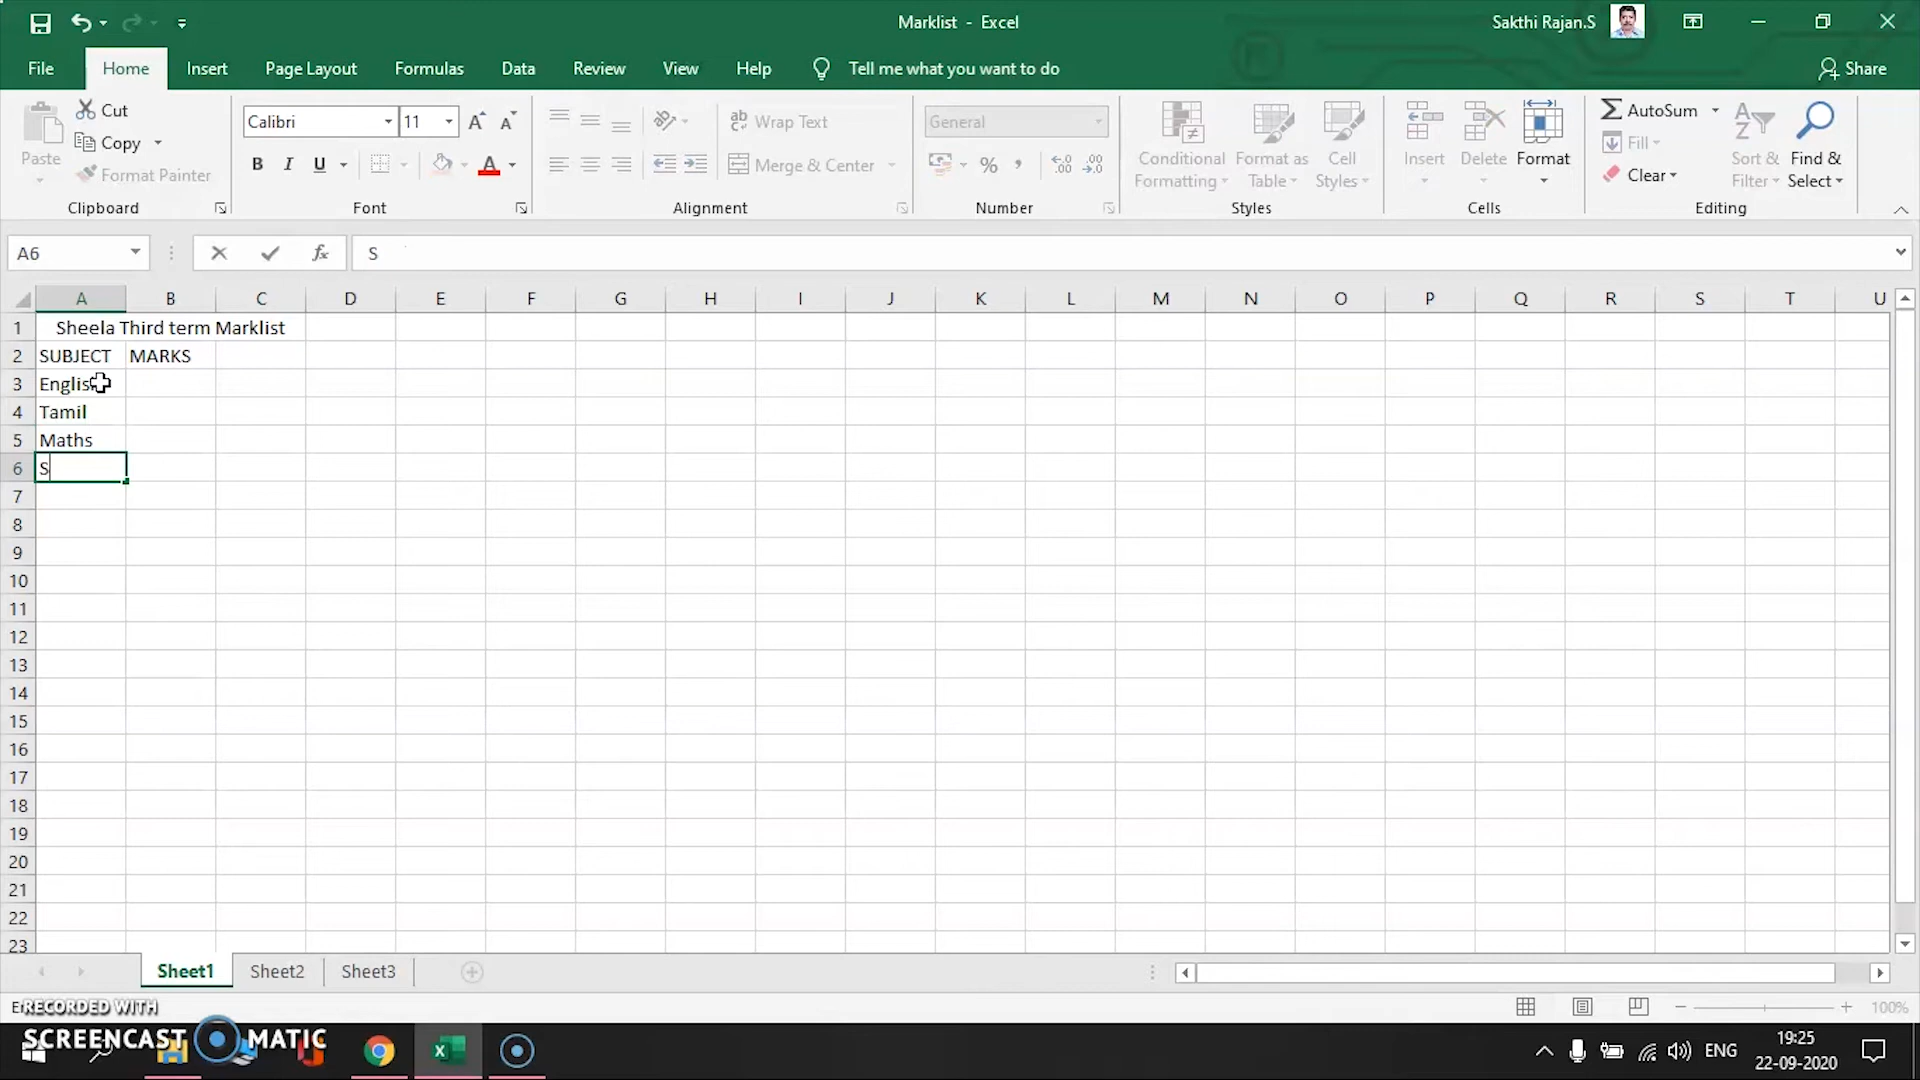 Marklist - Excel
Sakthi Rajan.S
File Home Insert Page Layout Formulas Data Review View Help Tell me what you want to do Share
Paste Cut Copy Format Painter Clipboard
Calibri 11 B I U A Font
Wrap Text Merge & Center Alignment
General % , Number
Conditional Formatting Format as Table Cell Styles Styles
Insert Delete Format Cells
AutoSum Fill Clear Sort & Filter Find & Select Editing
A6 fx S
A B C D E F G H I J K L M N O P Q R S T U
1 Sheela Third term Marklist
2 SUBJECT MARKS
3 Englis
4 Tamil
5 Maths
6 S
7
8
9
10
11
12
13
14
15
16
17
18
19
20
21
22
23
Sheet1 Sheet2 Sheet3
100%
RECORDED WITH
SCREENCAST MATIC
ENG
19:25
22-09-2020